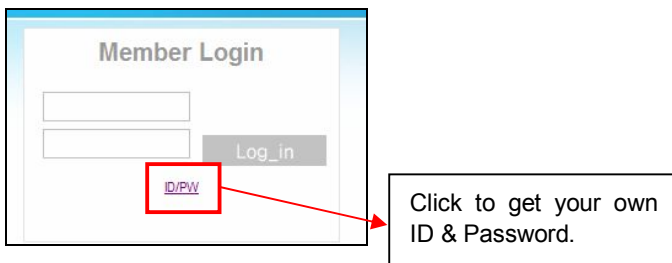 Member Login
Log_in
ID/PW
Click to get your own
ID & Password.